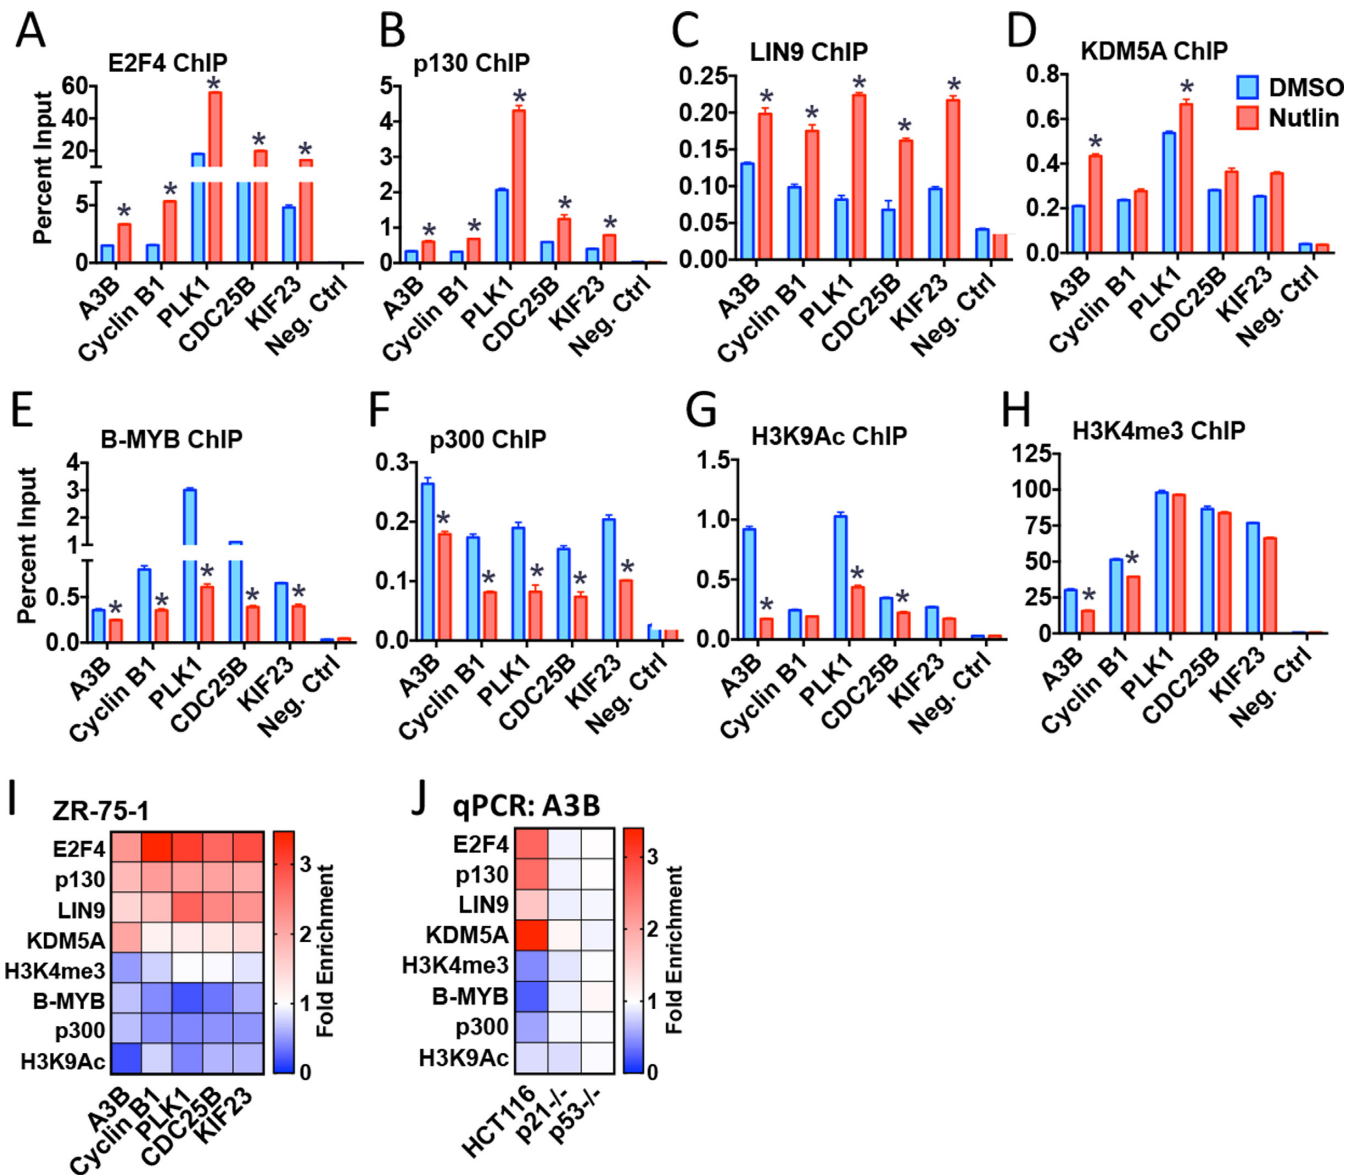 A
E2F4 ChIP
Percent Input
60
20
5
0
* * * * *
A3B
Cyclin B1
PLK1
CDC25B
KIF23
Neg. Ctrl
B
p130 ChIP
5
4
3
2
1
0
* * * * *
A3B
Cyclin B1
PLK1
CDC25B
KIF23
Neg. Ctrl
C
LIN9 ChIP
0.25
0.20
0.15
0.10
0.05
0.00
* * * * *
A3B
Cyclin B1
PLK1
CDC25B
KIF23
Neg. Ctrl
D
KDM5A ChIP
0.8
0.6
0.4
0.2
0.0
* *
DMSO
Nutlin
A3B
Cyclin B1
PLK1
CDC25B
KIF23
Neg. Ctrl
E
B-MYB ChIP
Percent Input
4
3
2
1
0.5
0.0
* * * * *
A3B
Cyclin B1
PLK1
CDC25B
KIF23
Neg. Ctrl
F
p300 ChIP
0.3
0.2
0.1
0.0
* * * * *
A3B
Cyclin B1
PLK1
CDC25B
KIF23
Neg. Ctrl
G
H3K9Ac ChIP
1.5
1.0
0.5
0.0
* * *
A3B
Cyclin B1
PLK1
CDC25B
KIF23
Neg. Ctrl
H
H3K4me3 ChIP
125
100
75
50
25
0
* *
A3B
Cyclin B1
PLK1
CDC25B
KIF23
Neg. Ctrl
I
ZR-75-1
E2F4
p130
LIN9
KDM5A
H3K4me3
B-MYB
p300
H3K9Ac
A3B
Cyclin B1
PLK1
CDC25B
KIF23
3
2
1
0
Fold Enrichment
J
qPCR: A3B
E2F4
p130
LIN9
KDM5A
H3K4me3
B-MYB
p300
H3K9Ac
HCT116
p21-/-
p53-/-
3
2
1
0
Fold Enrichment